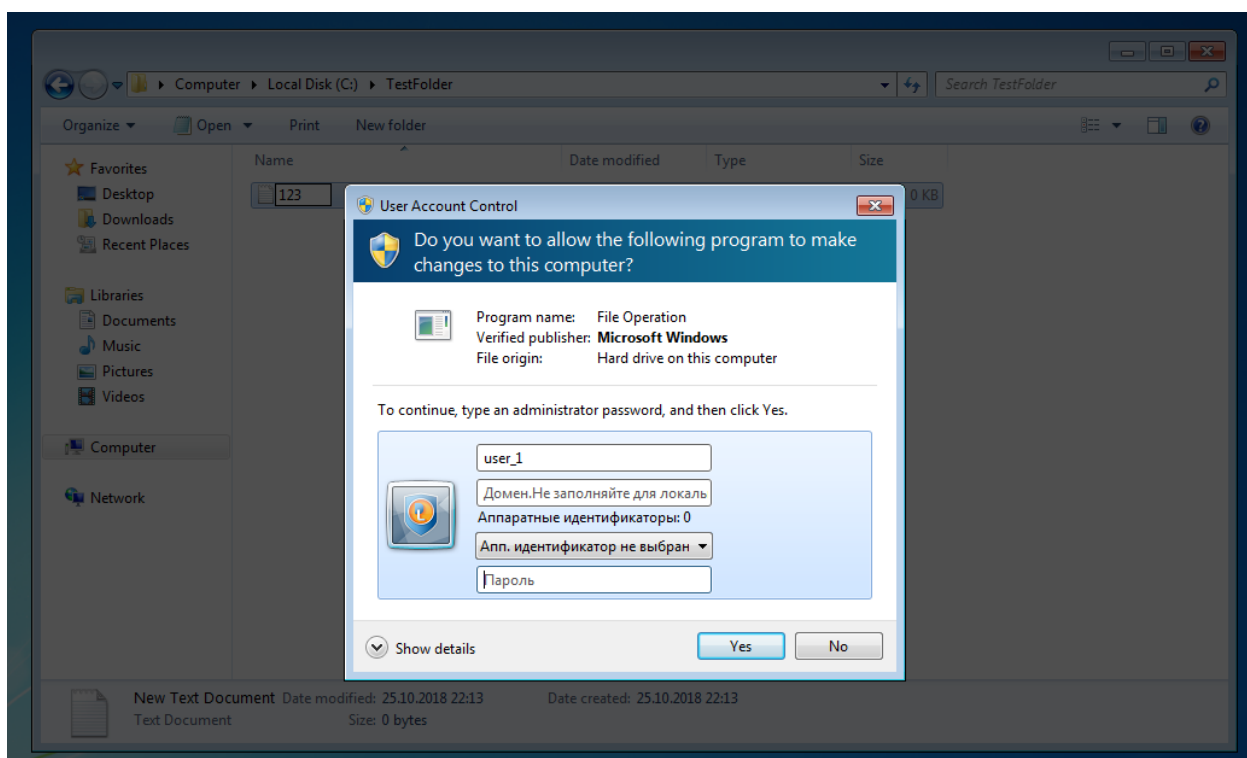 Computer Local Disk (C:) TestFolder
Search TestFolder
Organize Open Print New folder
Name Date modified Type Size
Favorites
Desktop
Downloads
Recent Places
Libraries
Documents
Music
Pictures
Videos
Computer
Network
123
0 KB
User Account Control
Do you want to allow the following program to make
changes to this computer?
Program name: File Operation
Verified publisher: Microsoft Windows
File origin: Hard drive on this computer
To continue, type an administrator password, and then click Yes.
user_1
Домен.Не заполняйте для локаль
Аппаратные идентификаторы: 0
Апп. идентификатор не выбран
Пароль
Show details
Yes No
New Text Document Date modified: 25.10.2018 22:13 Date created: 25.10.2018 22:13
Text Document Size: 0 bytes